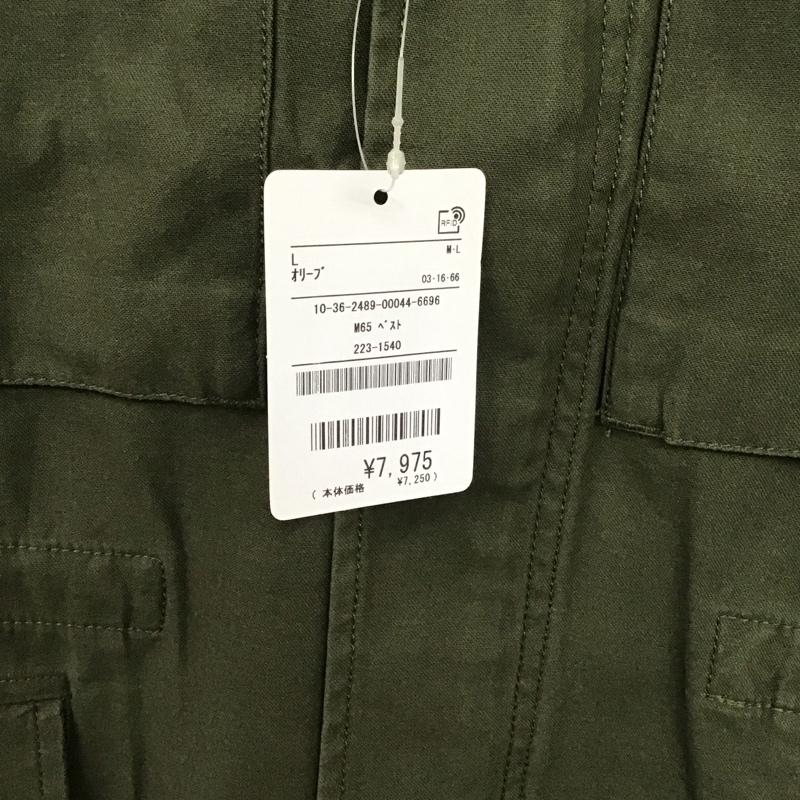 RFID
L M-L
オリーブ 03-16-66
10-36-2489-00044-6696
M65 ベスト
223-1540
¥7,975
( 本体価格 ¥7,250 )